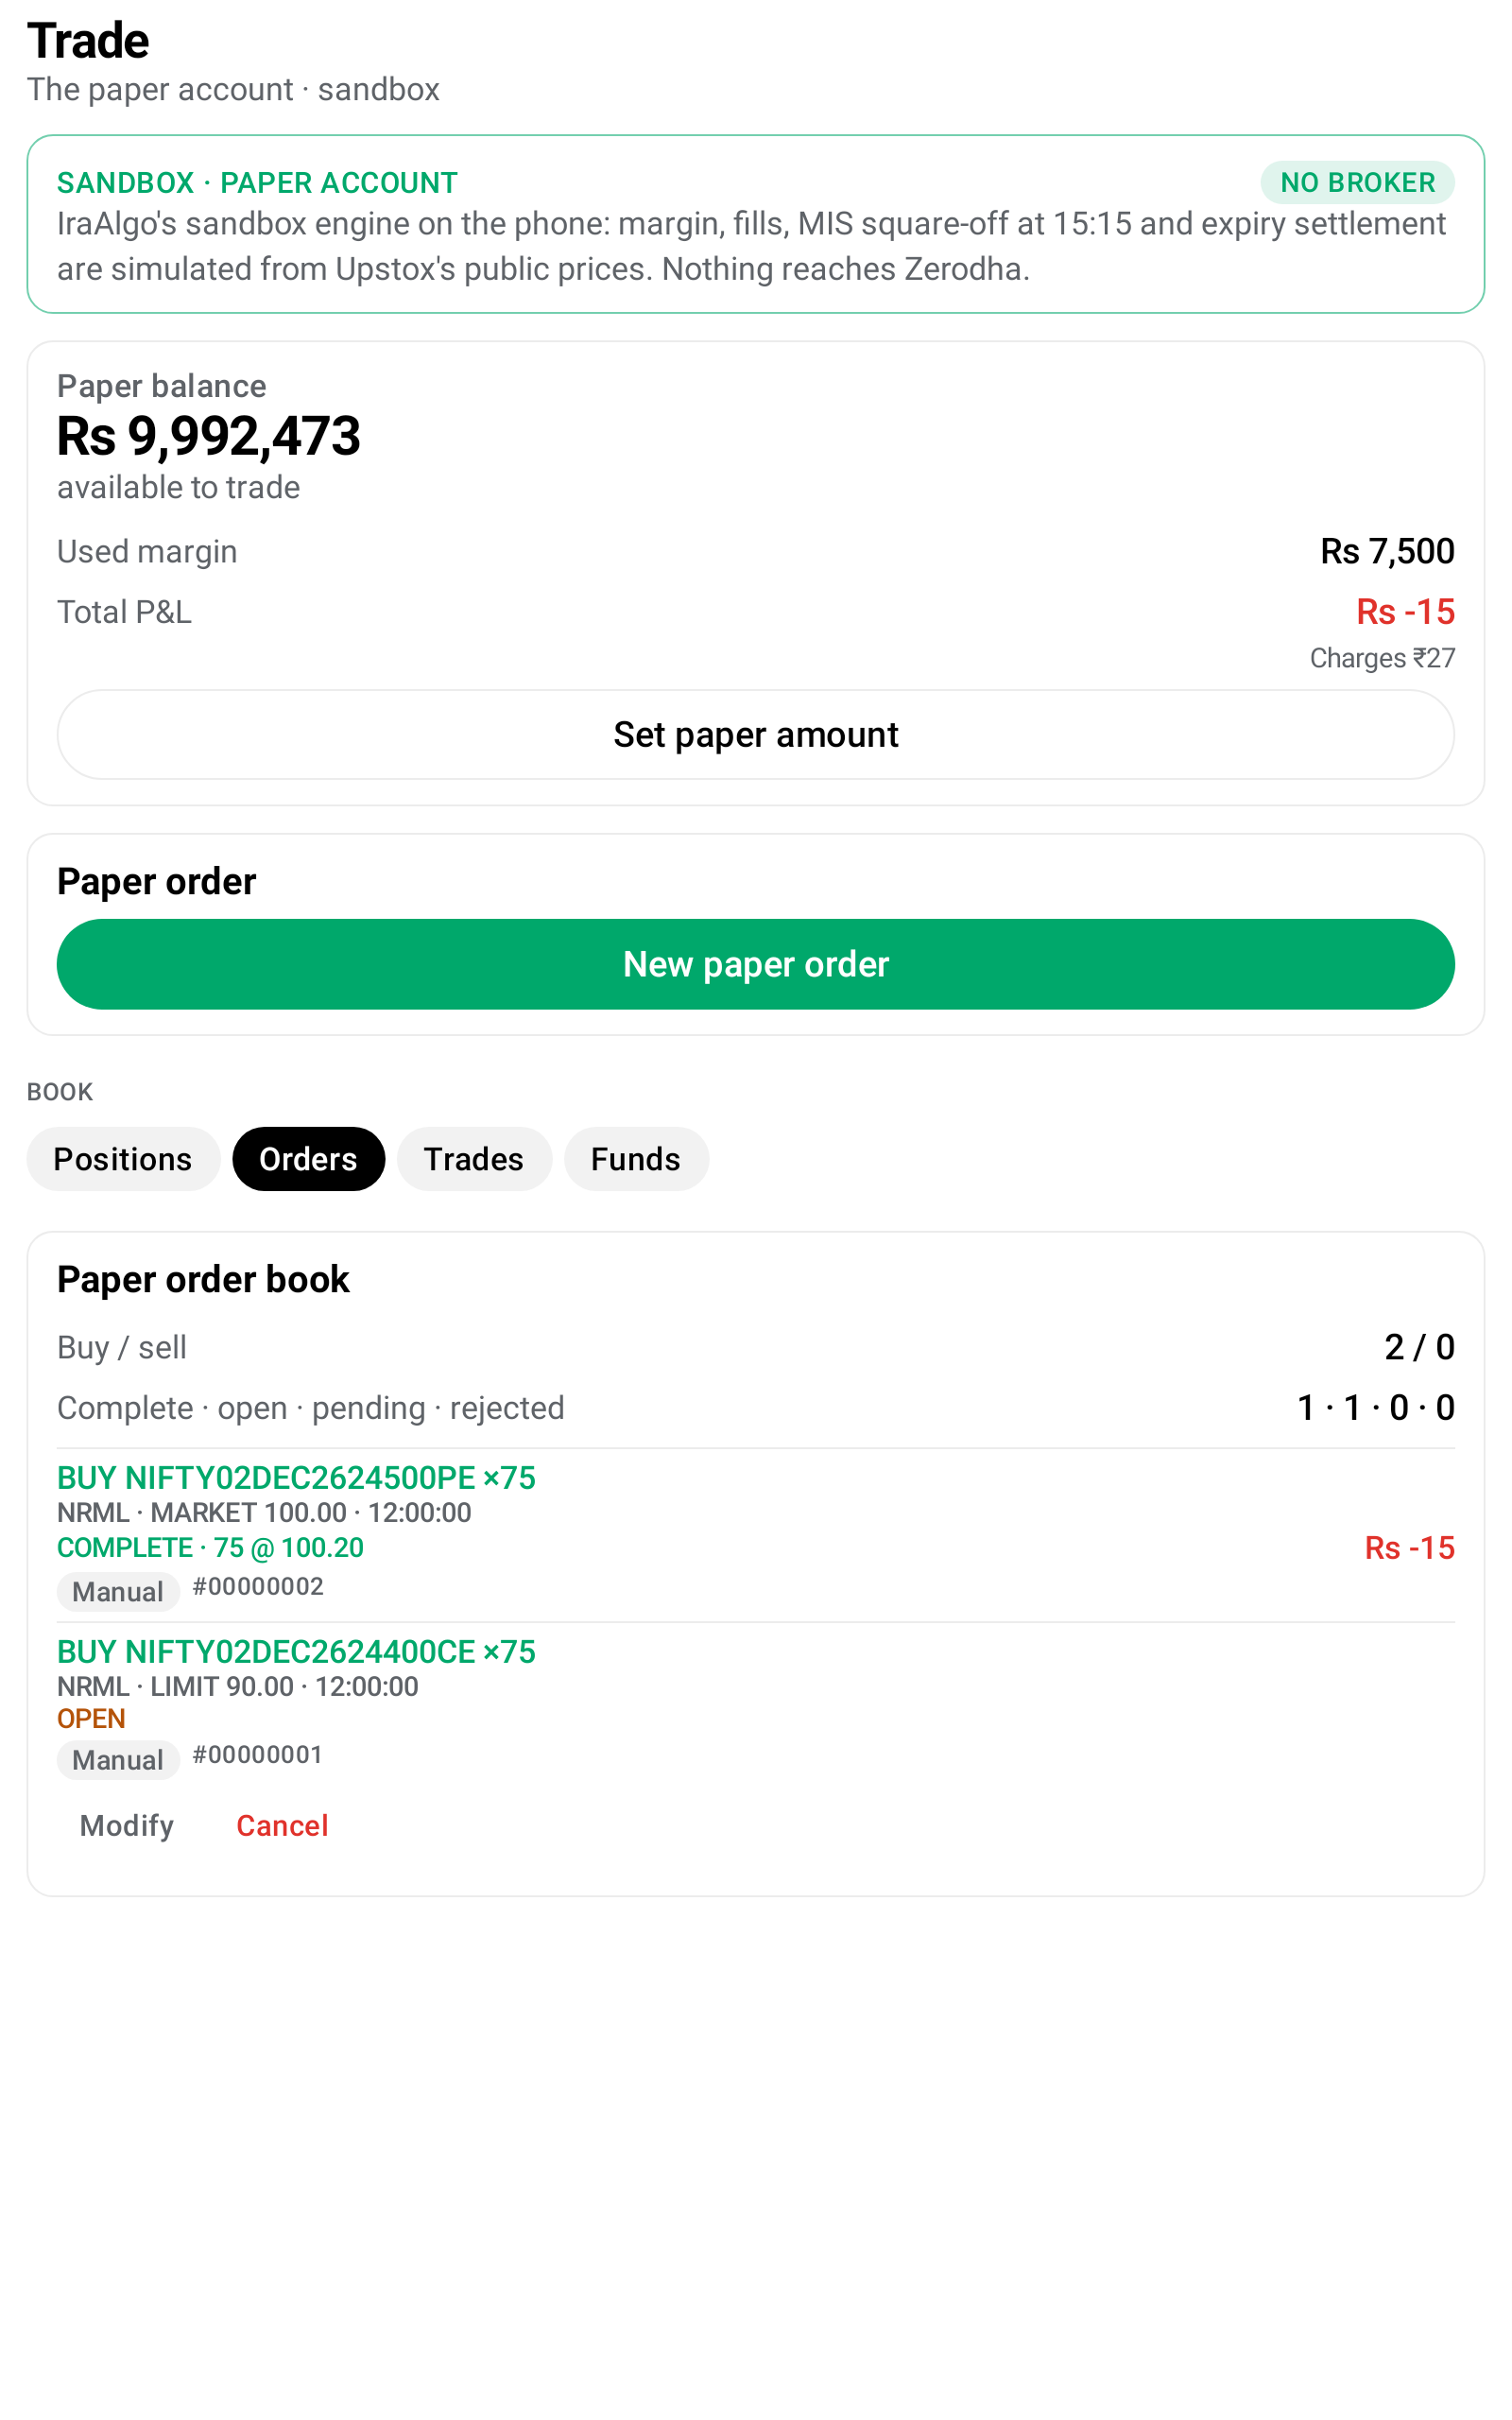 Trade
The paper account · sandbox
SANDBOX · PAPER ACCOUNT
NO BROKER
IraAlgo's sandbox engine on the phone: margin, fills, MIS square-off at 15:15 and expiry settlement
are simulated from Upstox's public prices. Nothing reaches Zerodha.
Paper balance
Rs 9,992,473
available to trade
Used margin
Rs 7,500
Total P&L
Rs -15
Charges ₹27
Set paper amount
Paper order
New paper order
BOOK
Positions
Orders
Trades
Funds
Paper order book
Buy / sell
2 / 0
Complete · open · pending · rejected
1 · 1 · 0 · 0
BUY NIFTY02DEC2624500PE ×75
NRML · MARKET 100.00 · 12:00:00
COMPLETE · 75 @ 100.20
Rs -15
Manual #00000002
BUY NIFTY02DEC2624400CE ×75
NRML · LIMIT 90.00 · 12:00:00
OPEN
Manual #00000001
Modify
Cancel